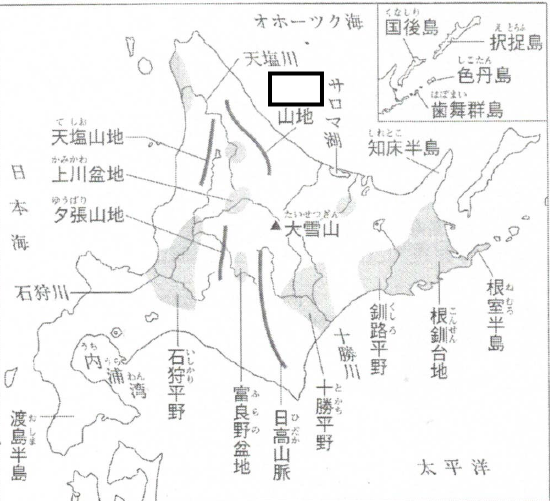 オホーツク海
天塩川
山地
サロマ湖
くなしり
国後島
えとろふ
択捉島
しこたん
色丹島
はぼまい
歯舞群島
しれとこ
知床半島
てしお
天塩山地
かみかわ
上川盆地
ゆうばり
夕張山地
日本海
たいせつざん
大雪山
石狩川
うち
内
うら
浦
わん
湾
おしま
渡島半島
いしかり
石狩平野
ふらの
富良野盆地
ひだか
日高山脈
とかち
十勝平野
十勝川
くしろ
釧路平野
こんせん
根釧台地
ねむろ
根室半島
太平洋